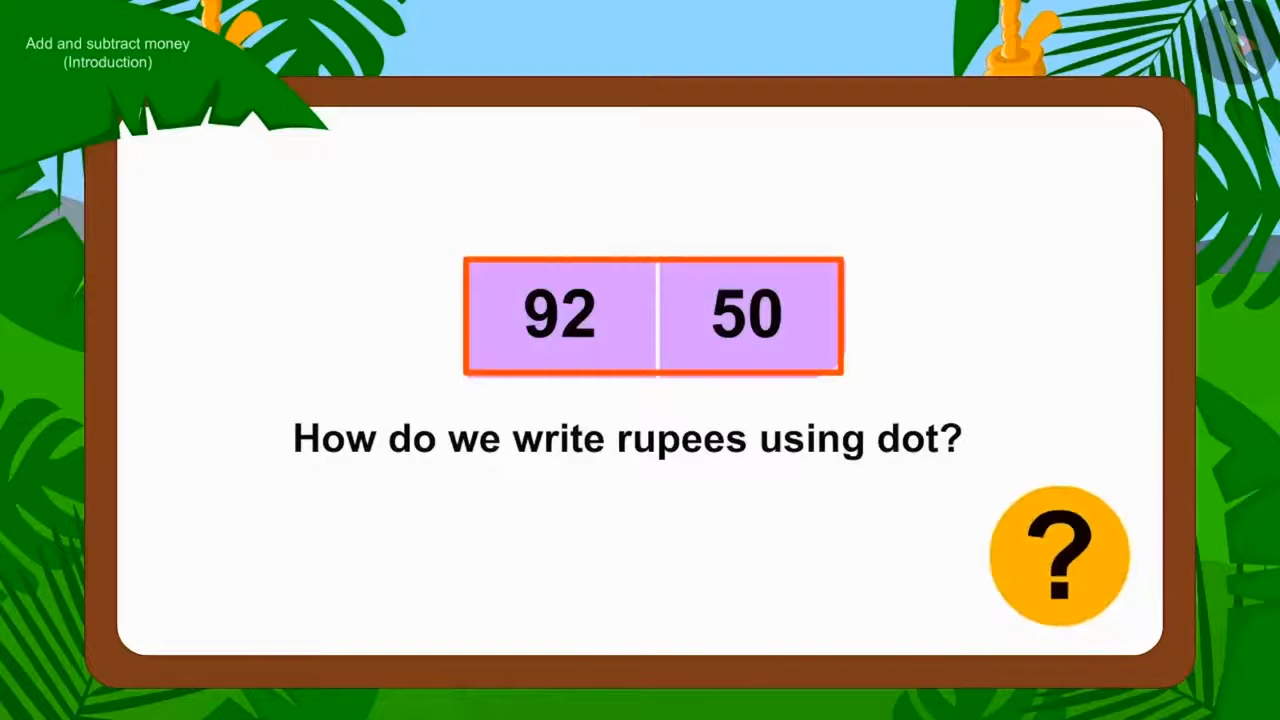 Add and subtract money
(Introduction)
92 50
How do we write rupees using dot?
?